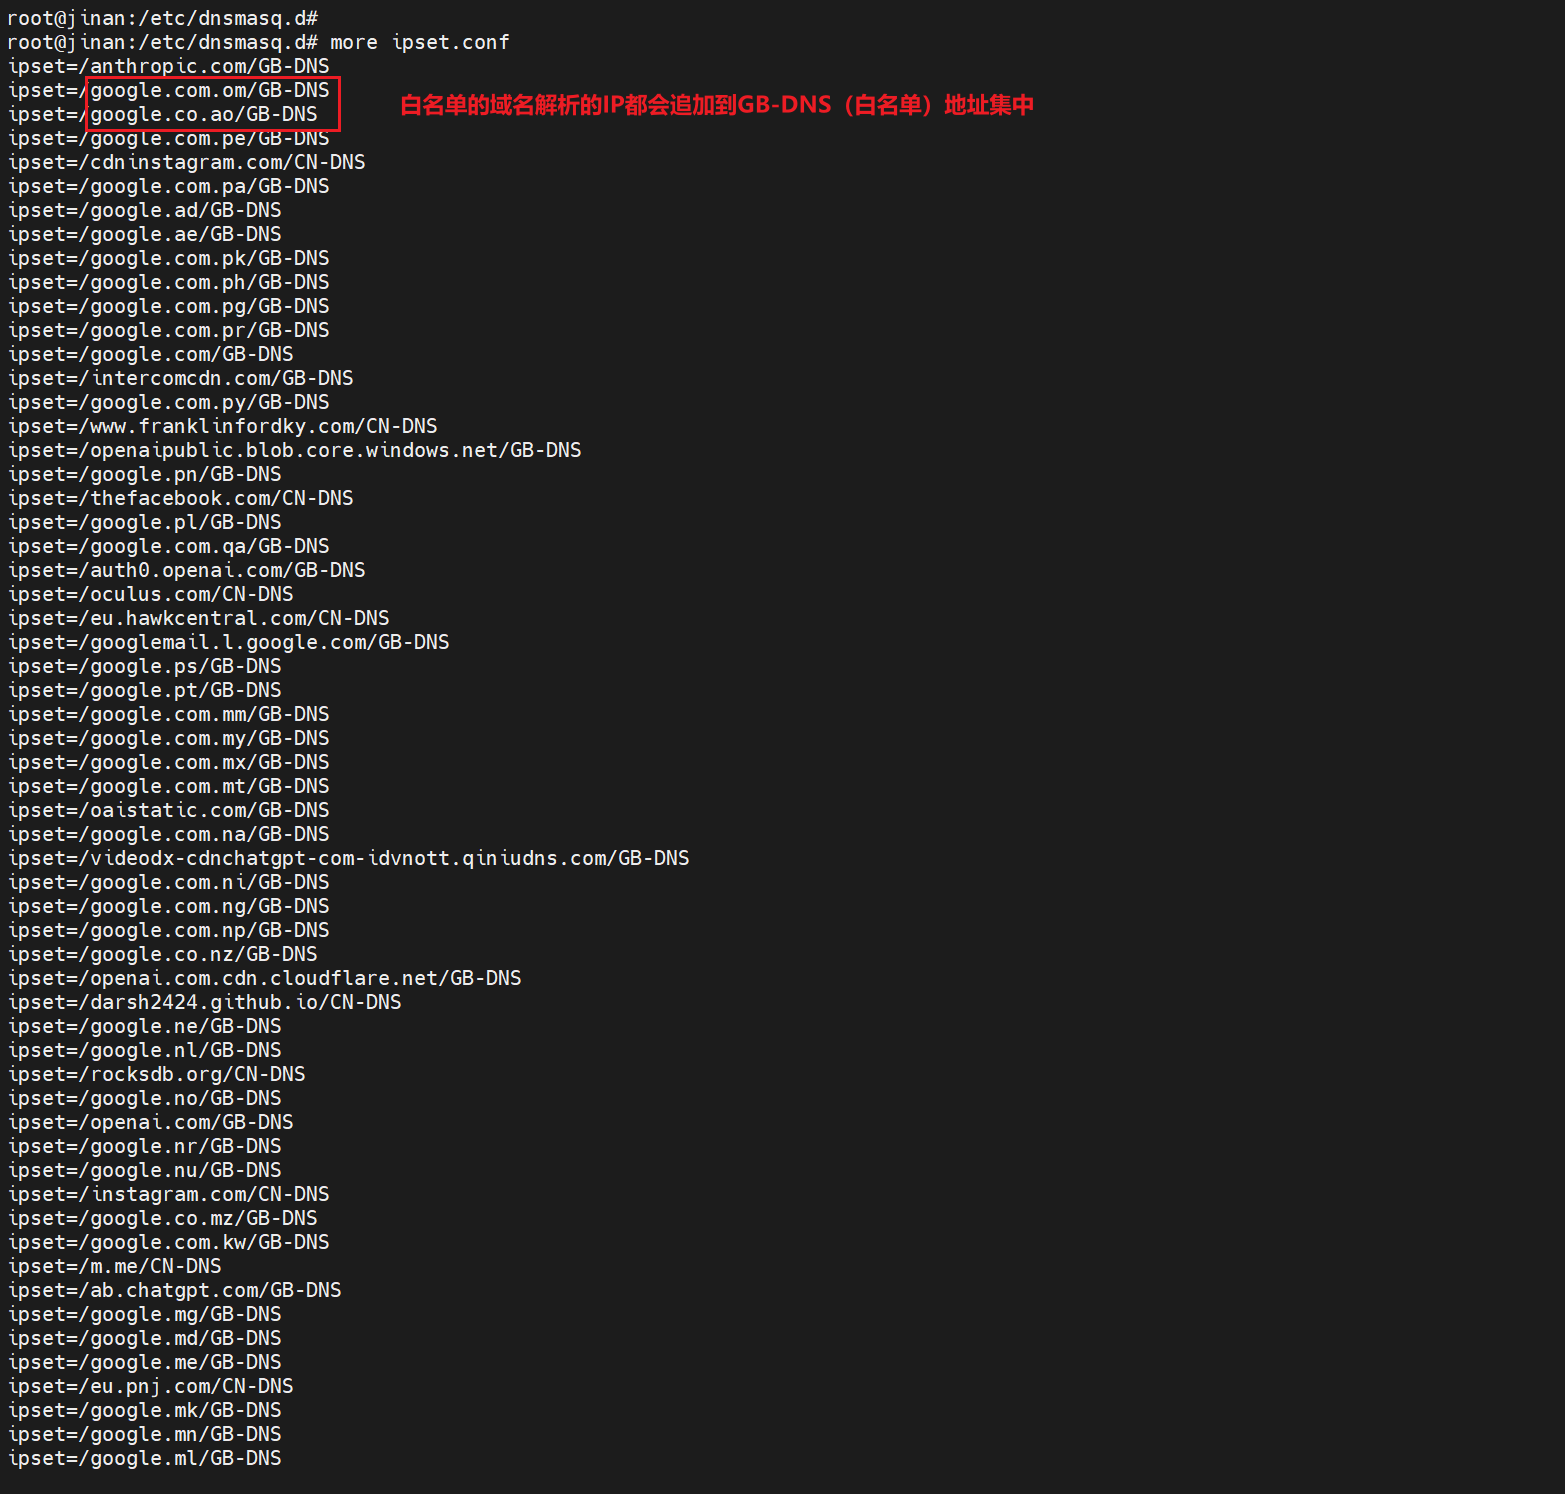 root@jinan:/etc/dnsmasq.d#
root@jinan:/etc/dnsmasq.d# more ipset.conf
ipset=/anthropic.com/GB-DNS
ipset=/google.com.om/GB-DNS
白名单的域名解析的IP都会追加到GB-DNS（白名单）地址集中
ipset=/google.co.ao/GB-DNS
ipset=/google.com.pe/GB-DNS
ipset=/cdninstagram.com/CN-DNS
ipset=/google.com.pa/GB-DNS
ipset=/google.ad/GB-DNS
ipset=/google.ae/GB-DNS
ipset=/google.com.pk/GB-DNS
ipset=/google.com.ph/GB-DNS
ipset=/google.com.pg/GB-DNS
ipset=/google.com.pr/GB-DNS
ipset=/google.com/GB-DNS
ipset=/intercomcdn.com/GB-DNS
ipset=/google.com.py/GB-DNS
ipset=/www.franklinfordky.com/CN-DNS
ipset=/openaipublic.blob.core.windows.net/GB-DNS
ipset=/google.pn/GB-DNS
ipset=/thefacebook.com/CN-DNS
ipset=/google.pl/GB-DNS
ipset=/google.com.qa/GB-DNS
ipset=/auth0.openai.com/GB-DNS
ipset=/oculus.com/CN-DNS
ipset=/eu.hawkcentral.com/CN-DNS
ipset=/googlemail.l.google.com/GB-DNS
ipset=/google.ps/GB-DNS
ipset=/google.pt/GB-DNS
ipset=/google.com.mm/GB-DNS
ipset=/google.com.my/GB-DNS
ipset=/google.com.mx/GB-DNS
ipset=/google.com.mt/GB-DNS
ipset=/oaistatic.com/GB-DNS
ipset=/google.com.na/GB-DNS
ipset=/videodx-cdnchatgpt-com-idvnott.qiniudns.com/GB-DNS
ipset=/google.com.ni/GB-DNS
ipset=/google.com.ng/GB-DNS
ipset=/google.com.np/GB-DNS
ipset=/google.co.nz/GB-DNS
ipset=/openai.com.cdn.cloudflare.net/GB-DNS
ipset=/darsh2424.github.io/CN-DNS
ipset=/google.ne/GB-DNS
ipset=/google.nl/GB-DNS
ipset=/rocksdb.org/CN-DNS
ipset=/google.no/GB-DNS
ipset=/openai.com/GB-DNS
ipset=/google.nr/GB-DNS
ipset=/google.nu/GB-DNS
ipset=/instagram.com/CN-DNS
ipset=/google.co.mz/GB-DNS
ipset=/google.com.kw/GB-DNS
ipset=/m.me/CN-DNS
ipset=/ab.chatgpt.com/GB-DNS
ipset=/google.mg/GB-DNS
ipset=/google.md/GB-DNS
ipset=/google.me/GB-DNS
ipset=/eu.pnj.com/CN-DNS
ipset=/google.mk/GB-DNS
ipset=/google.mn/GB-DNS
ipset=/google.ml/GB-DNS